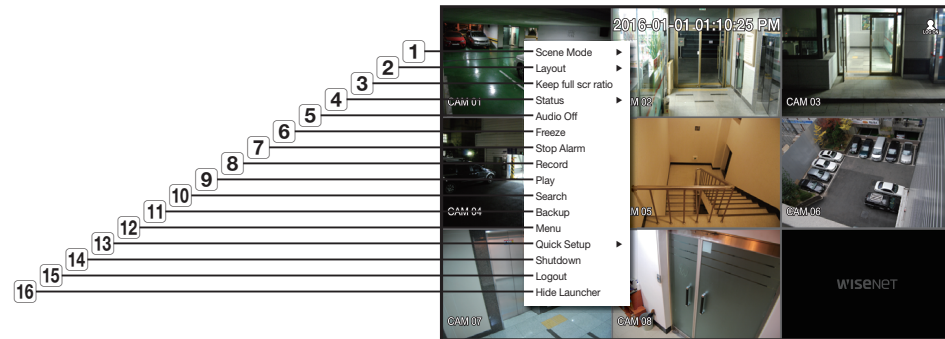 2016-01-01 01:10:25 PM
LOG IN
1
2
3
4
5
6
7
8
9
10
11
12
13
14
15
16
Scene Mode
Layout
Keep full scr ratio
Status
Audio Off
Freeze
Stop Alarm
Record
Play
Search
Backup
Menu
Quick Setup
Shutdown
Logout
Hide Launcher
CAM 01
M 02
CAM 03
CAM 04
M 05
CAM 06
CAM 07
CAM 08
WISENET